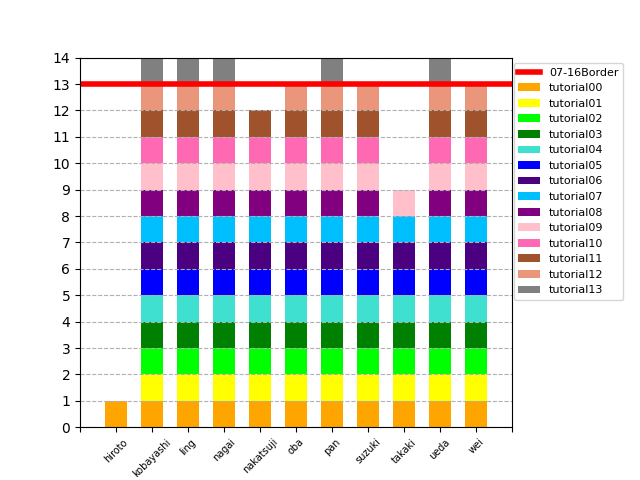 14
13
12
11
10
9
8
7
6
5
4
3
2
1
0
hiroto
kobayashi
ling
nagai
nakatsuji
oba
pan
suzuki
takaki
ueda
wei
07-16Border
tutorial00
tutorial01
tutorial02
tutorial03
tutorial04
tutorial05
tutorial06
tutorial07
tutorial08
tutorial09
tutorial10
tutorial11
tutorial12
tutorial13